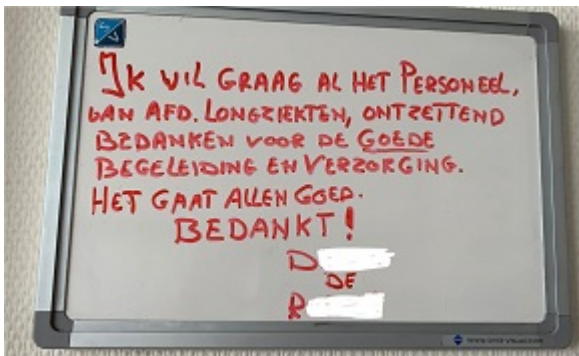 IK WIL GRAAG AL HET PERSONEEL,
VAN AFD. LONGZIEKTEN, ONTZETTEND
BEDANKEN VOOR DE GOEDE
BEGELEIDING EN VERZORGING.
HET GAAT ALLEN GOED.
BEDANKT!
D
DE
R